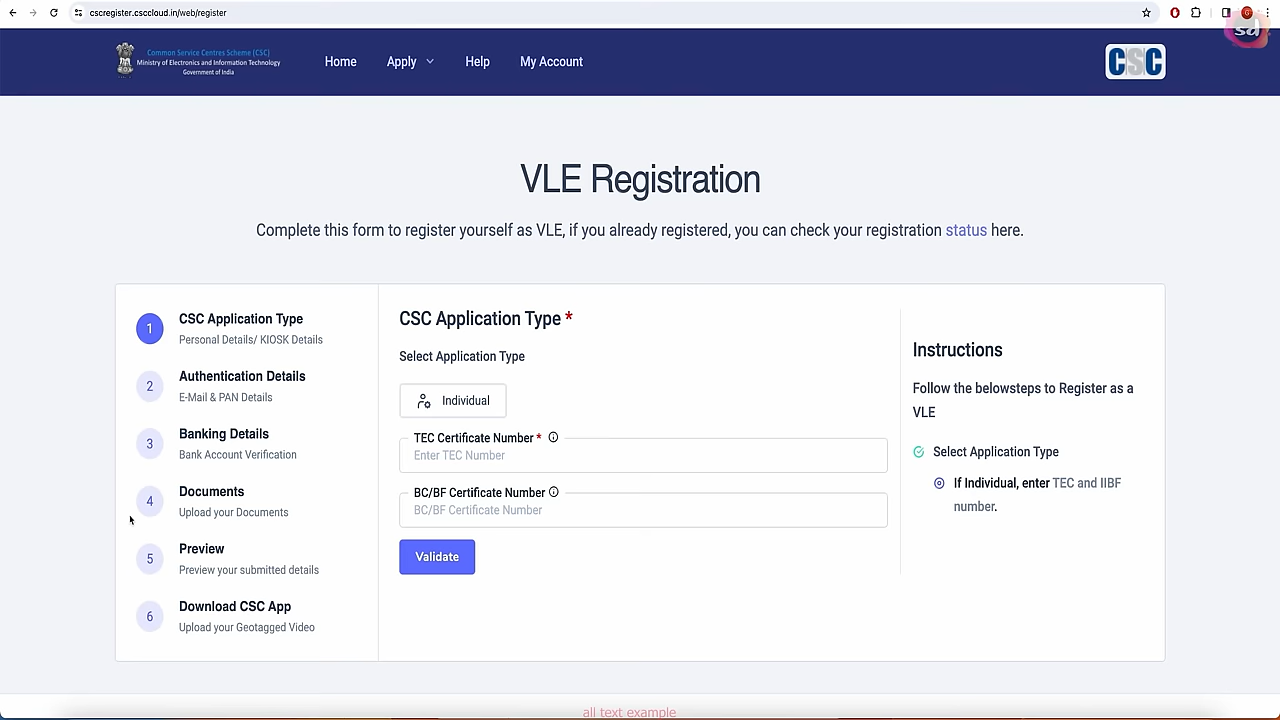 cscregister.csccloud.in/web/register
G
sd
Common Service Centres Scheme (CSC)
Ministry of Electronics and Information Technology
Government of India
Home
Apply
Help
My Account
CSC
VLE Registration
Complete this form to register yourself as VLE, if you already registered, you can check your registration status here.
1
CSC Application Type
Personal Details/ KIOSK Details
2
Authentication Details
E-Mail & PAN Details
3
Banking Details
Bank Account Verification
4
Documents
Upload your Documents
5
Preview
Preview your submitted details
6
Download CSC App
Upload your Geotagged Video
CSC Application Type *
Select Application Type
Individual
TEC Certificate Number *
Enter TEC Number
BC/BF Certificate Number
BC/BF Certificate Number
Validate
Instructions
Follow the belowsteps to Register as a
VLE
Select Application Type
If Individual, enter TEC and IIBF
number.
all text example